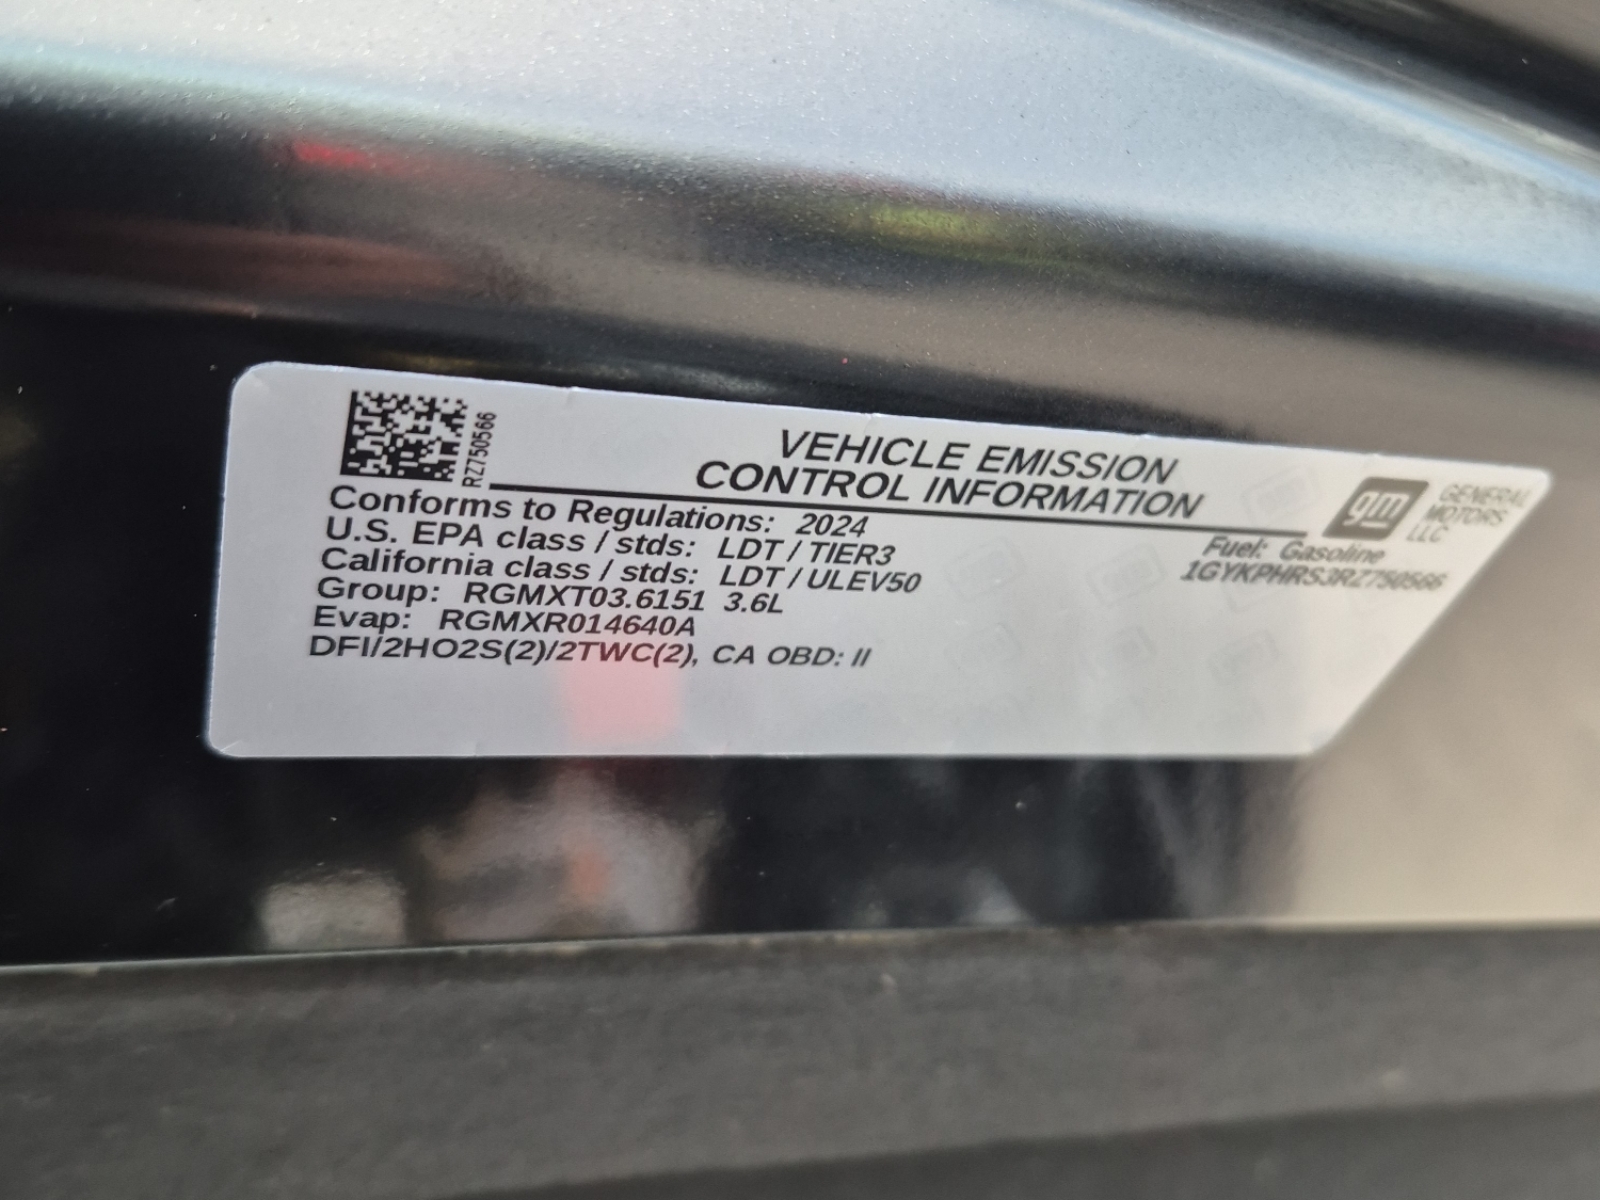 RZ750566
VEHICLE EMISSION
CONTROL INFORMATION
gm
GENERAL
MOTORS
LLC
Conforms to Regulations: 2024
Fuel: Gasoline
U.S. EPA class / stds: LDT / TIER3
1GYKPHRS3RZ750566
California class / stds: LDT / ULEV50
Group: RGMXT03.6151 3.6L
Evap: RGMXR014640A
DFI/2HO2S(2)/2TWC(2), CA OBD: II